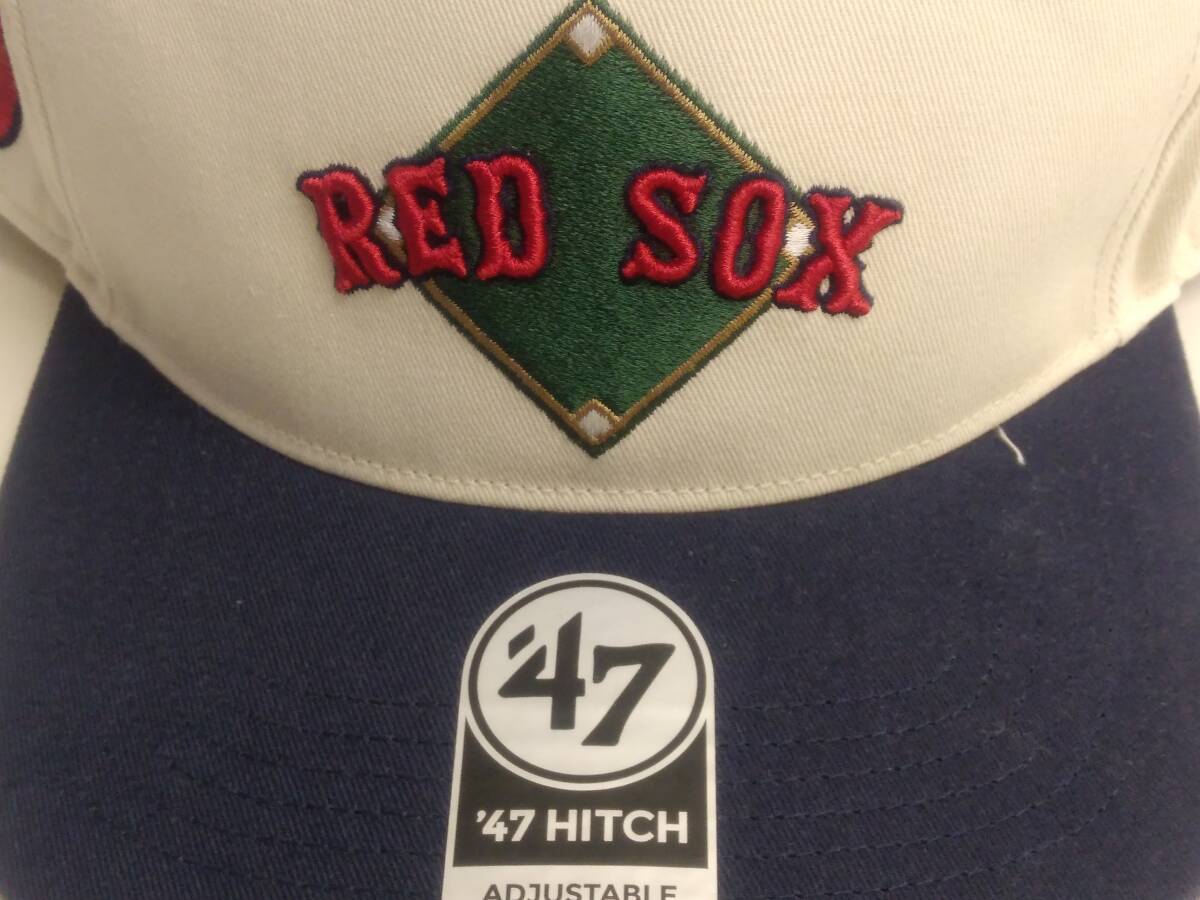 RED SOX
'47
'47 HITCH
ADJUSTABLE